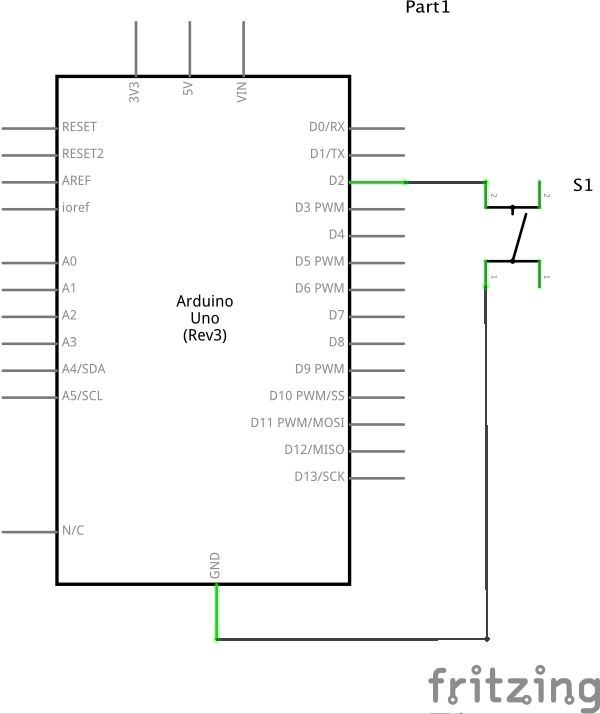 Part1
3V3
5V
VIN
RESET
RESET2
AREF
ioref
A0
A1
A2
A3
A4/SDA
A5/SCL
N/C
Arduino
Uno
(Rev3)
D0/RX
D1/TX
D2
D3 PWM
D4
D5 PWM
D6 PWM
D7
D8
D9 PWM
D10 PWM/SS
D11 PWM/MOSI
D12/MISO
D13/SCK
GND
2
2
S1
1
1
fritzing